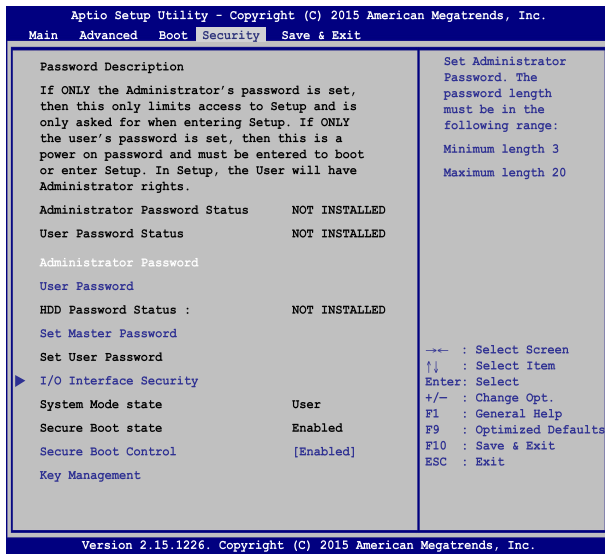 Aptio Setup Utility - Copyright (C) 2015 American Megatrends, Inc.
Main Advanced Boot Security Save & Exit
Password Description
If ONLY the Administrator's password is set,
then this only limits access to Setup and is
only asked for when entering Setup. If ONLY
the user's password is set, then this is a
power on password and must be entered to boot
or enter Setup. In Setup, the User will have
Administrator rights.
Administrator Password Status NOT INSTALLED
User Password Status NOT INSTALLED
Administrator Password
User Password
HDD Password Status : NOT INSTALLED
Set Master Password
Set User Password
I/O Interface Security
System Mode state User
Secure Boot state Enabled
Secure Boot Control [Enabled]
Key Management
Set Administrator
Password. The
password length
must be in the
following range:
Minimum length 3
Maximum length 20
→← : Select Screen
↑↓ : Select Item
Enter: Select
+/— : Change Opt.
F1 : General Help
F9 : Optimized Defaults
F10 : Save & Exit
ESC : Exit
Version 2.15.1226. Copyright (C) 2015 American Megatrends, Inc.